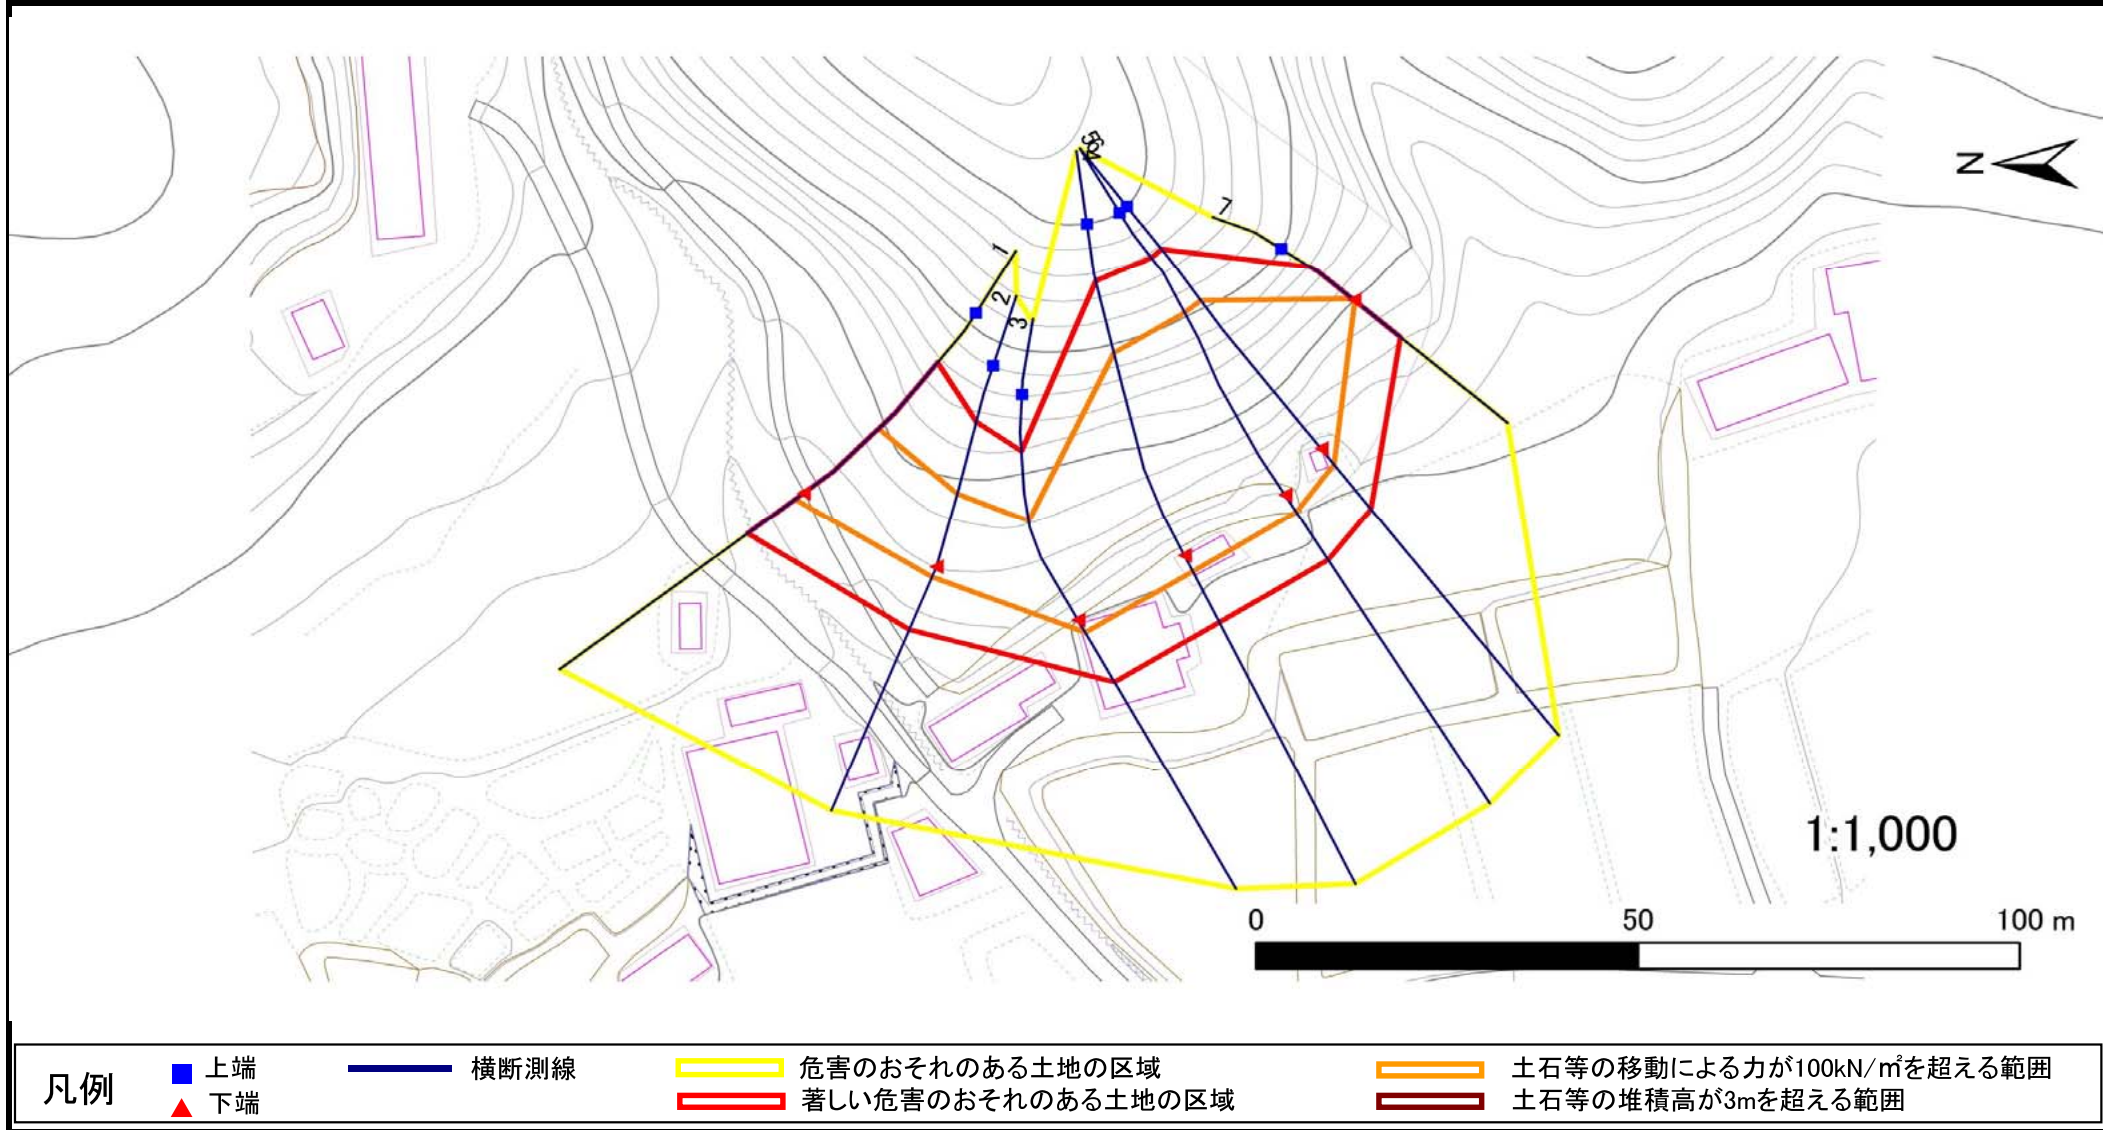 5
6
4
N
7
1
2
3
1:1,000
0 50 100 m
凡例
上端
下端
横断測線
危害のおそれのある土地の区域
著しい危害のおそれのある土地の区域
土石等の移動による力が100kN/㎡を超える範囲
土石等の堆積高が3mを超える範囲